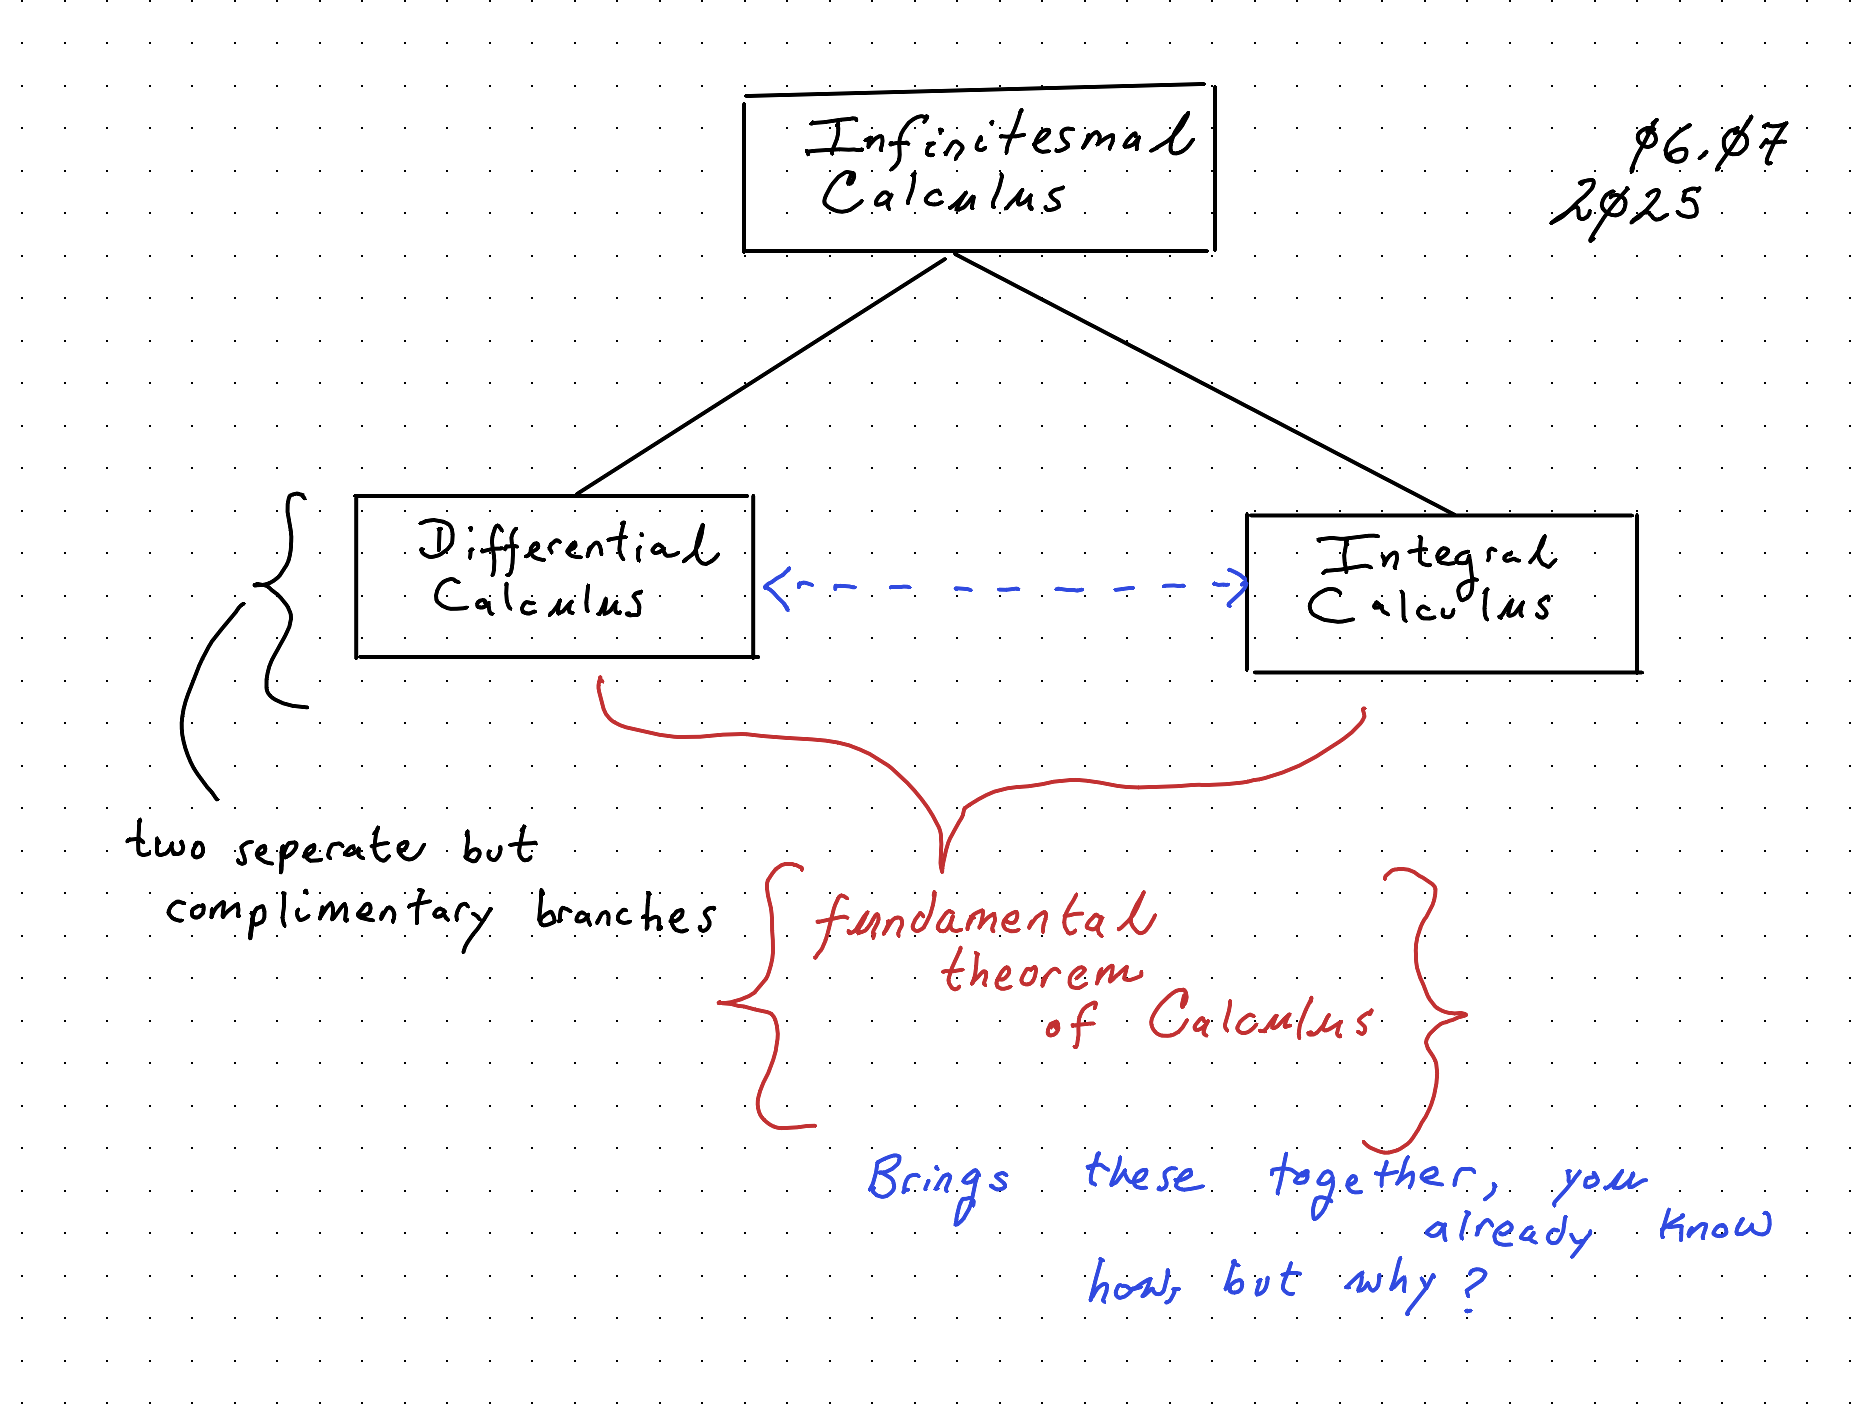 Infinitesmal
Calculus
06.07
2025
Differential
Calculus
Integral
Calculus
two seperate but
complimentary branches
fundamental
theorem
of Calculus
Brings these together, you
already know
how, but why?